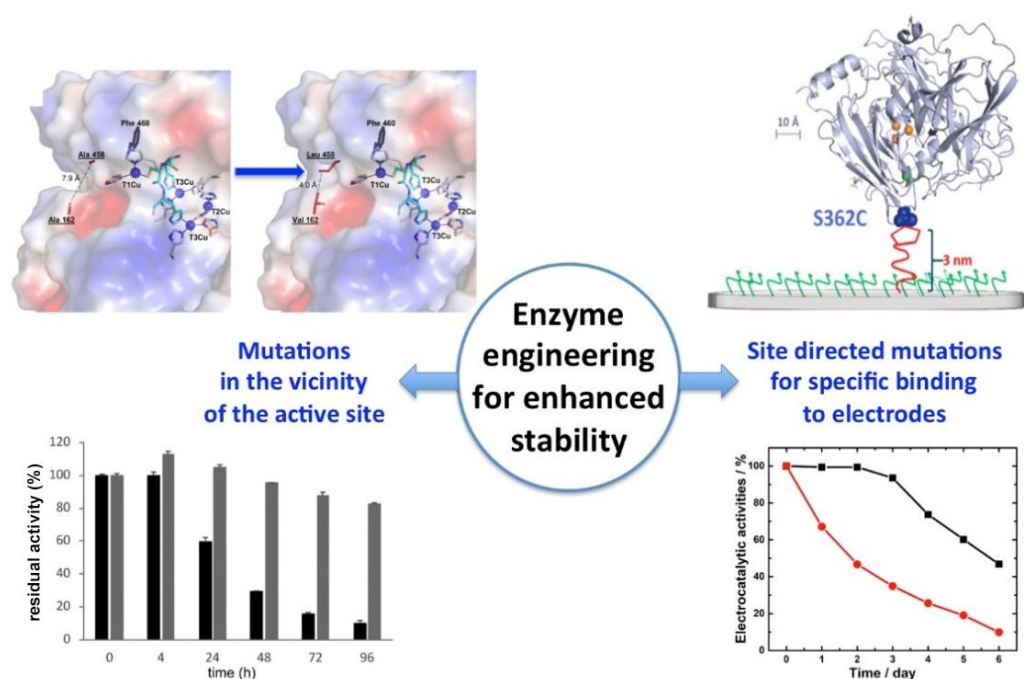 Phe 460
Ala 458
7.9 Å
T1Cu
T3Cu
T2Cu
T3Cu
Ala 162
Phe 460
Leu 458
4.0 Å
T1Cu
T3Cu
T2Cu
T3Cu
Val 162
10 Å
S362C
3 nm
Enzyme
engineering
for enhanced
stability
Mutations
in the vicinity
of the active site
Site directed mutations
for specific binding
to electrodes
residual activity (%)
120
100
80
60
40
20
0
0 4 24 48 72 96
time (h)
Electrocatalytic activities / %
100
80
60
40
20
0
0 1 2 3 4 5 6
Time / day